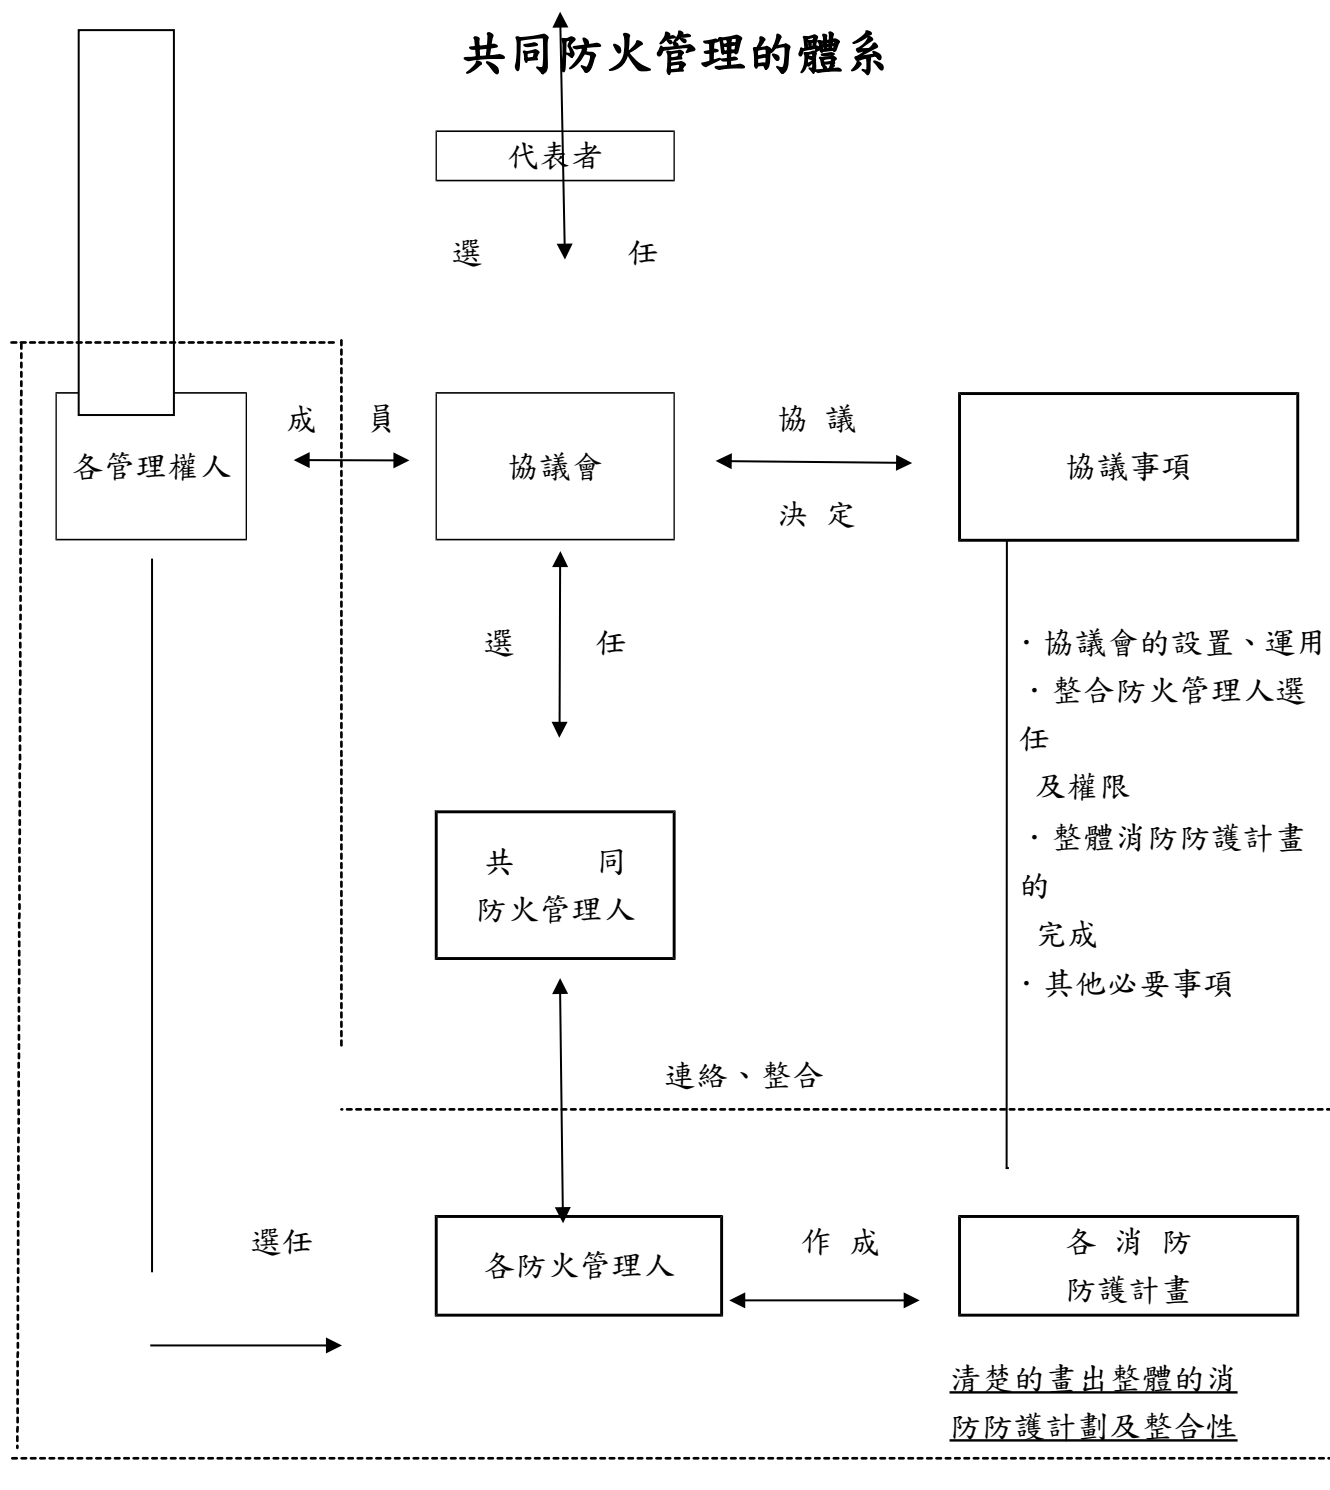 共同防火管理的體系
代表者
選 任
成 員
協 議
各管理權人
協議會
協議事項
決 定
選 任
·協議會的設置、運用
·整合防火管理人選
任
及權限
·整體消防防護計畫
的
完成
·其他必要事項
共 同
防火管理人
連絡、整合
選任
各防火管理人
作 成
各 消 防
防護計畫
清楚的畫出整體的消
防防護計劃及整合性